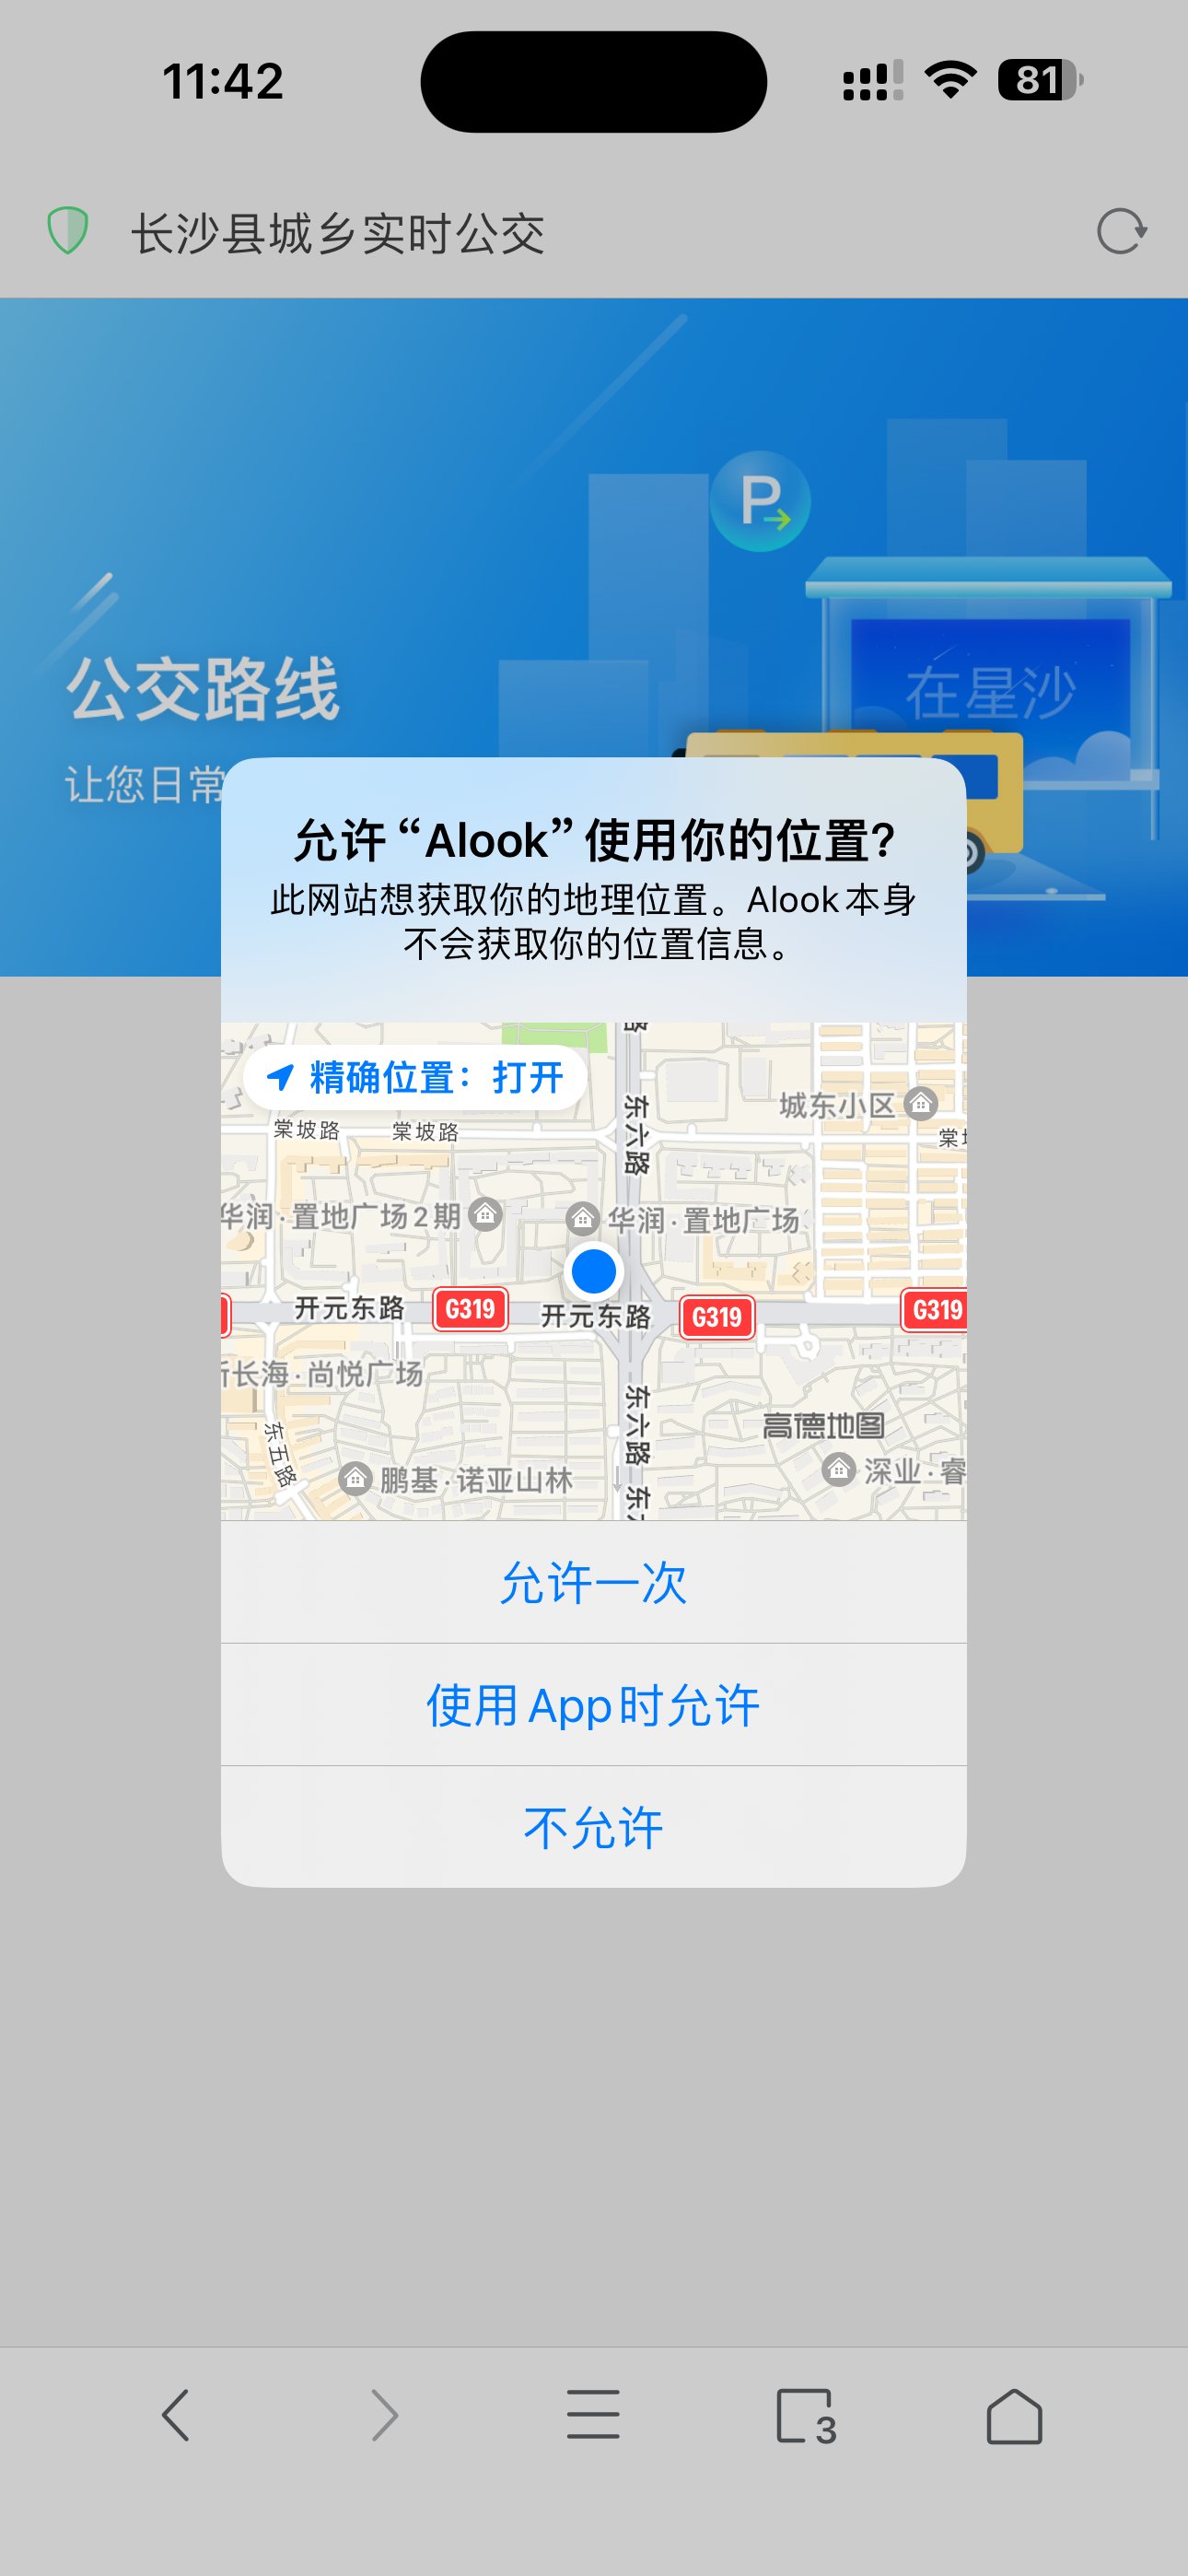 11:42
81
长沙县城乡实时公交
P
在星沙
公交路线
让您日常
允许“Alook”使用你的位置?
此网站想获取你的地理位置。Alook本身
不会获取你的位置信息。
精确位置：打开
棠坡路
棠坡路
东六路
城东小区
华润·置地广场2期
华润·置地广场
开元东路
G319
开元东路
G319
G319
长海·尚悦广场
东五路
东六路
高德地图
鹏基·诺亚山林
深业·睿
允许一次
使用App时允许
不允许
3